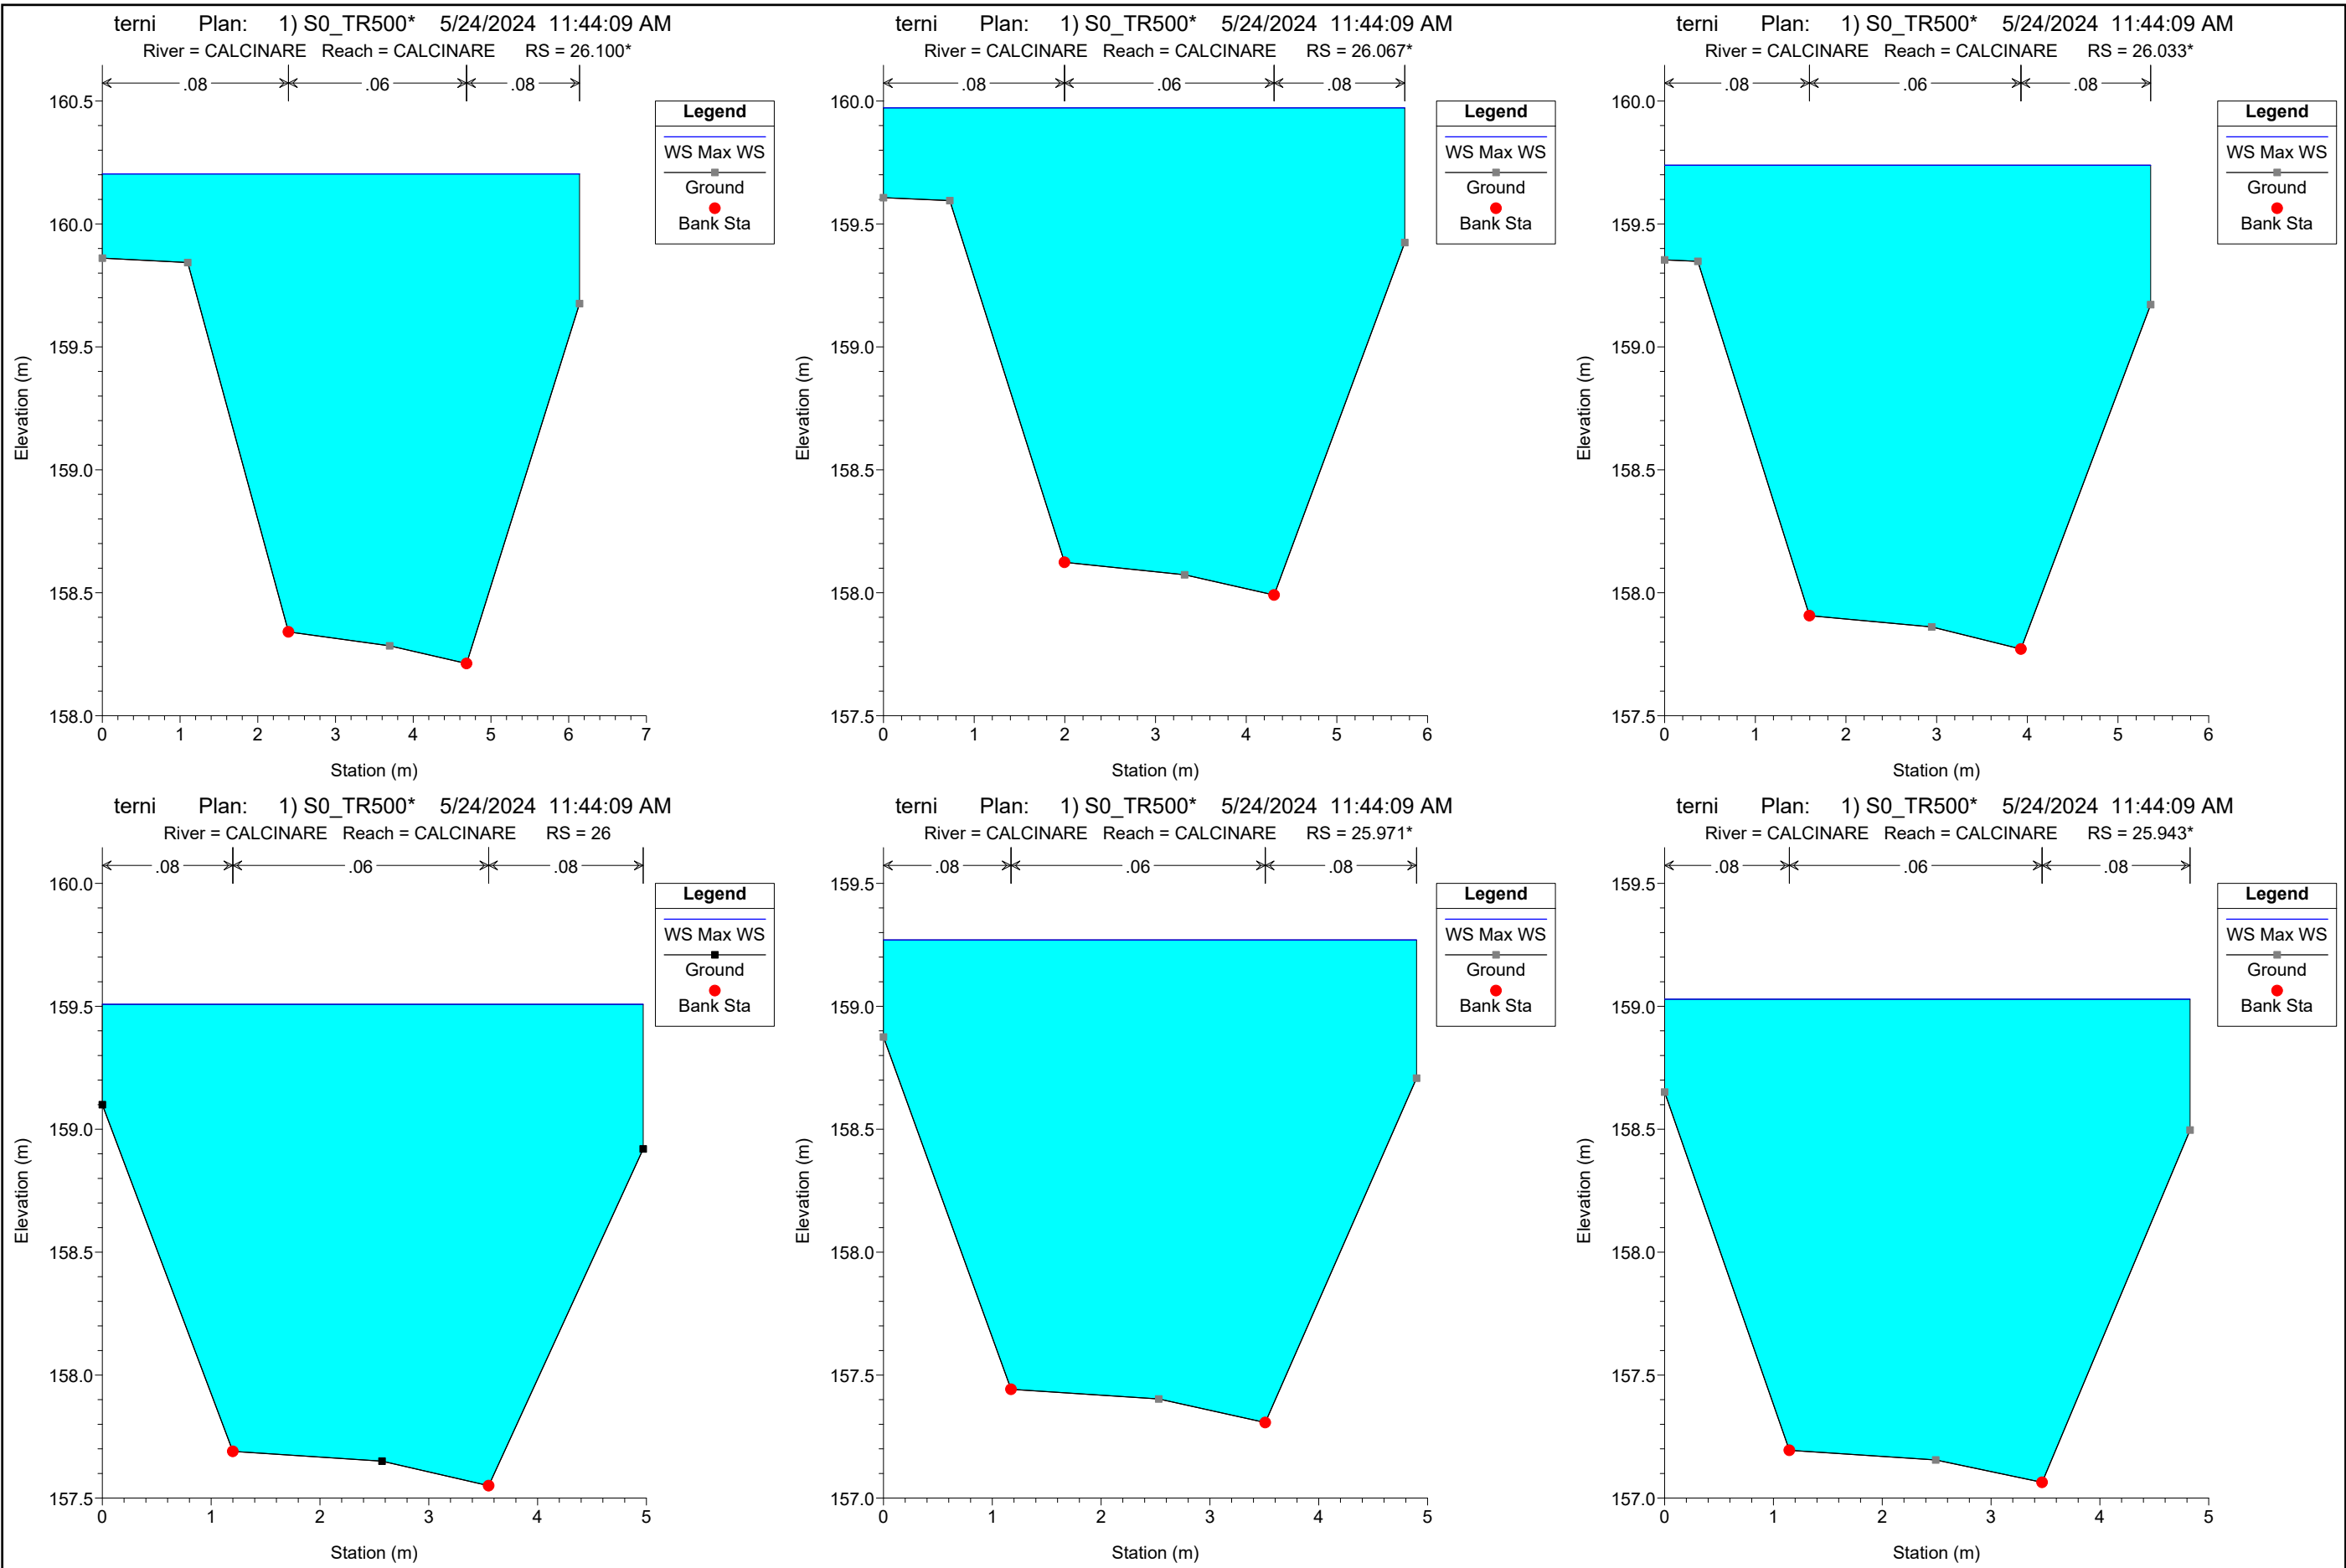 terni Plan: 1) S0_TR500* 5/24/2024 11:44:09 AM
River = CALCINARE Reach = CALCINARE RS = 26.100*
.08 .06 .08
160.5
160.0
159.5
159.0
158.5
158.0
0 1 2 3 4 5 6 7
Elevation (m)
Station (m)
Legend
WS Max WS
Ground
Bank Sta
terni Plan: 1) S0_TR500* 5/24/2024 11:44:09 AM
River = CALCINARE Reach = CALCINARE RS = 26.067*
.08 .06 .08
160.0
159.5
159.0
158.5
158.0
157.5
0 1 2 3 4 5 6
Elevation (m)
Station (m)
Legend
WS Max WS
Ground
Bank Sta
terni Plan: 1) S0_TR500* 5/24/2024 11:44:09 AM
River = CALCINARE Reach = CALCINARE RS = 26.033*
.08 .06 .08
160.0
159.5
159.0
158.5
158.0
157.5
0 1 2 3 4 5 6
Elevation (m)
Station (m)
Legend
WS Max WS
Ground
Bank Sta
terni Plan: 1) S0_TR500* 5/24/2024 11:44:09 AM
River = CALCINARE Reach = CALCINARE RS = 26
.08 .06 .08
160.0
159.5
159.0
158.5
158.0
157.5
0 1 2 3 4 5
Elevation (m)
Station (m)
Legend
WS Max WS
Ground
Bank Sta
terni Plan: 1) S0_TR500* 5/24/2024 11:44:09 AM
River = CALCINARE Reach = CALCINARE RS = 25.971*
.08 .06 .08
159.5
159.0
158.5
158.0
157.5
157.0
0 1 2 3 4 5
Elevation (m)
Station (m)
Legend
WS Max WS
Ground
Bank Sta
terni Plan: 1) S0_TR500* 5/24/2024 11:44:09 AM
River = CALCINARE Reach = CALCINARE RS = 25.943*
.08 .06 .08
159.5
159.0
158.5
158.0
157.5
157.0
0 1 2 3 4 5
Elevation (m)
Station (m)
Legend
WS Max WS
Ground
Bank Sta